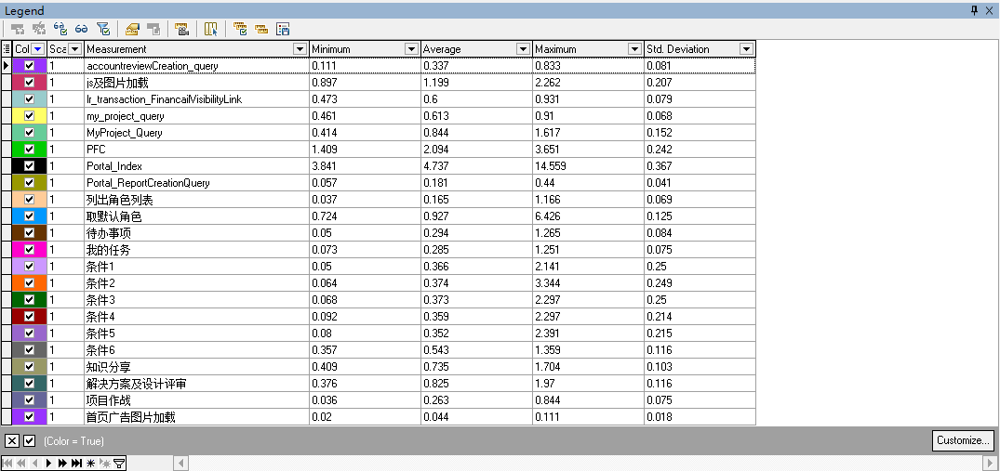 Legend
Col Sca Measurement Minimum Average Maximum Std. Deviation
1 accountreviewCreation_query 0.111 0.337 0.833 0.081
1 js及图片加载 0.897 1.199 2.262 0.207
1 lr_transaction_FinancailVisibilityLink 0.473 0.6 0.931 0.079
1 my_project_query 0.461 0.613 0.91 0.068
1 MyProject_Query 0.414 0.844 1.617 0.152
1 PFC 1.409 2.094 3.651 0.242
1 Portal_Index 3.841 4.737 14.559 0.367
1 Portal_ReportCreationQuery 0.057 0.181 0.44 0.041
1 列出角色列表 0.037 0.165 1.166 0.069
1 取默认角色 0.724 0.927 6.426 0.125
1 待办事项 0.05 0.294 1.265 0.084
1 我的任务 0.073 0.285 1.251 0.075
1 条件1 0.05 0.366 2.141 0.25
1 条件2 0.064 0.374 3.344 0.249
1 条件3 0.068 0.373 2.297 0.25
1 条件4 0.092 0.359 2.297 0.214
1 条件5 0.08 0.352 2.391 0.215
1 条件6 0.357 0.543 1.359 0.116
1 知识分享 0.409 0.735 1.704 0.103
1 解决方案及设计评审 0.376 0.825 1.97 0.116
1 项目作战 0.036 0.263 0.844 0.075
1 首页广告图片加载 0.02 0.044 0.111 0.018
(Color = True) Customize...